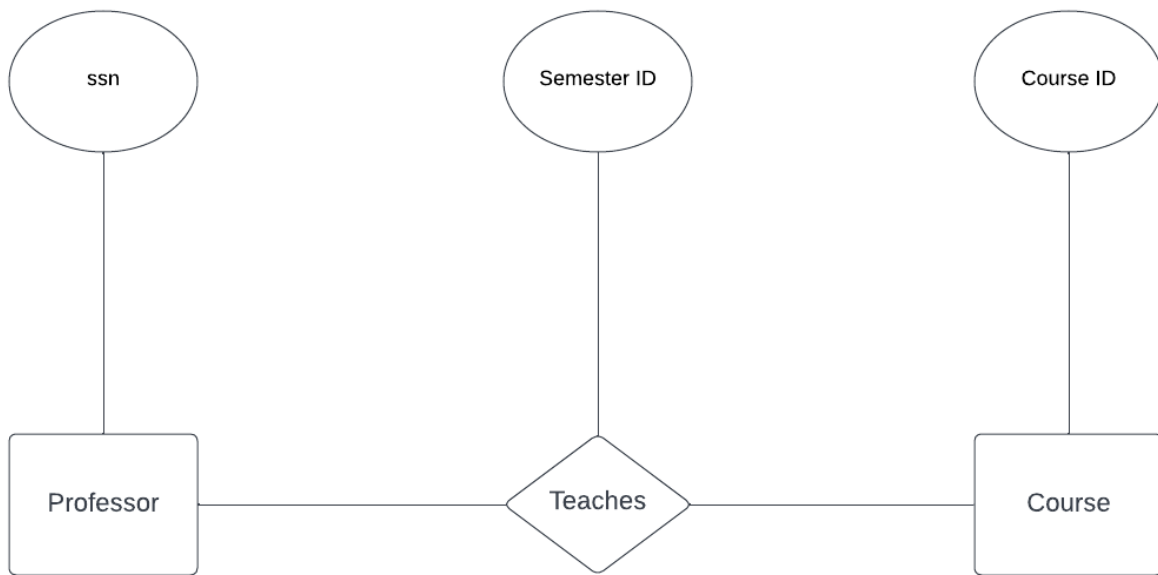 ssn
Semester ID
Course ID
Professor
Teaches
Course